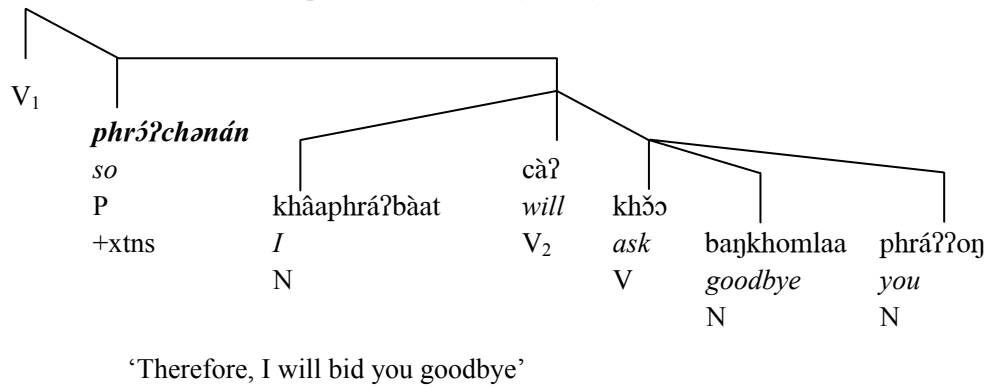 V₁
phrɔ́ʔchənán
so
P
+xtns
khâaphráʔbàat
I
N
càʔ
will
V₂
khɔ̌ɔ
ask
V
baŋkhomlaa
goodbye
N
phráʔʔoŋ
you
N
‘Therefore, I will bid you goodbye’